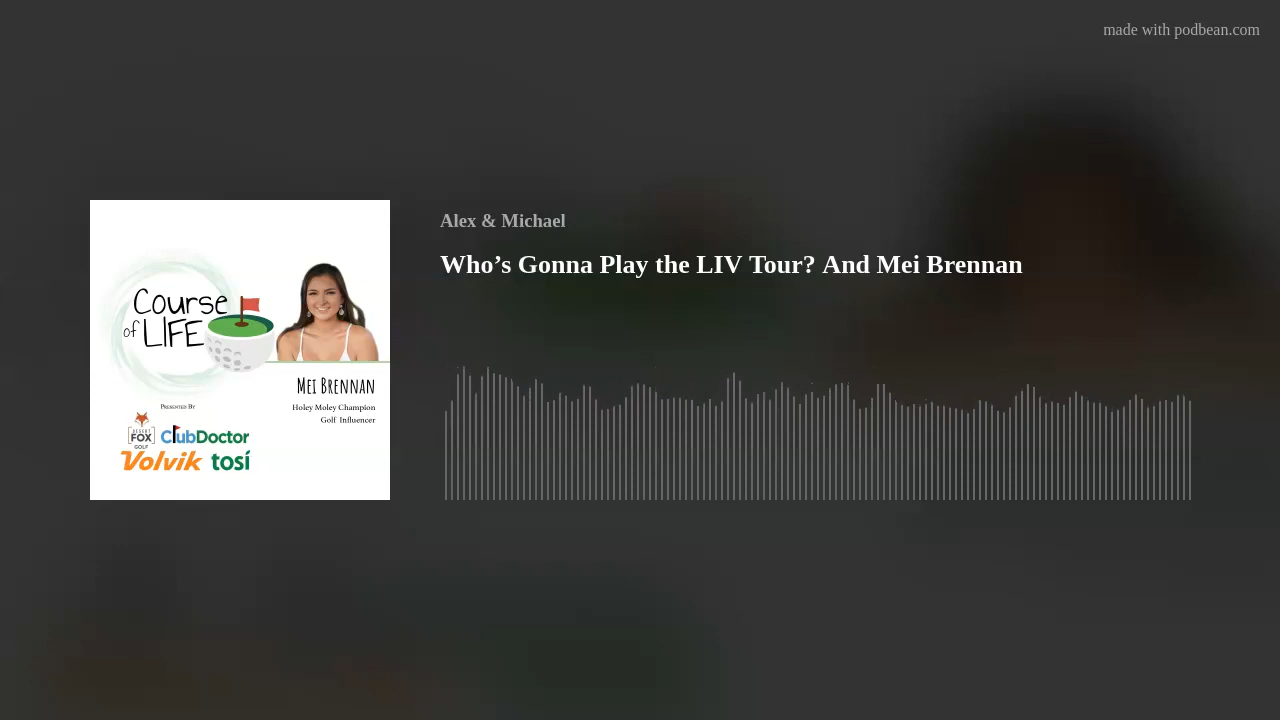 made with podbean.com
Alex & Michael
Who’s Gonna Play the LIV Tour? And Mei Brennan
Course
of LIFE
Mei Brennan
Holey Moley Champion
Golf Influencer
Presented By
DESERT
FOX
GOLF
ClubDoctor
Volvik
tosí